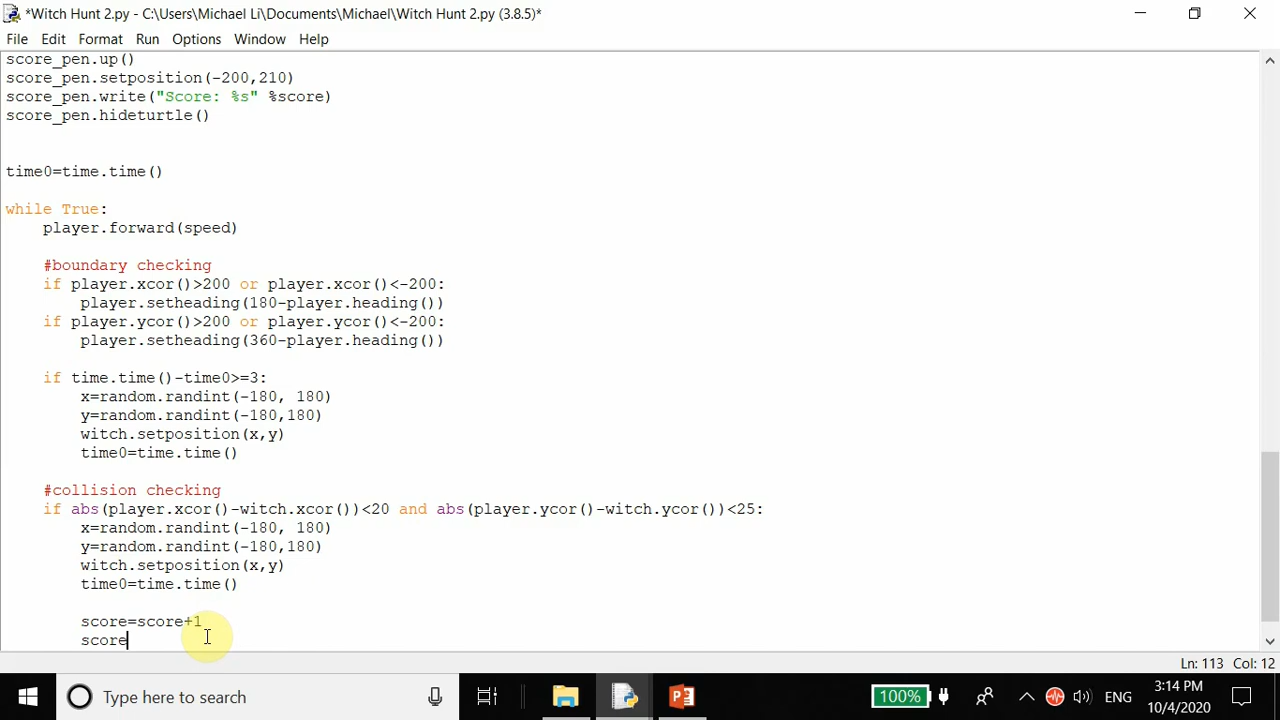 *Witch Hunt 2.py - C:\Users\Michael Li\Documents\Michael\Witch Hunt 2.py (3.8.5)*
File Edit Format Run Options Window Help
score_pen.up()
score_pen.setposition(-200,210)
score_pen.write("Score: %s" %score)
score_pen.hideturtle()
time0=time.time()
while True:
    player.forward(speed)
    #boundary checking
    if player.xcor()>200 or player.xcor()<-200:
        player.setheading(180-player.heading())
    if player.ycor()>200 or player.ycor()<-200:
        player.setheading(360-player.heading())
    if time.time()-time0>=3:
        x=random.randint(-180, 180)
        y=random.randint(-180,180)
        witch.setposition(x,y)
        time0=time.time()
    #collision checking
    if abs(player.xcor()-witch.xcor())<20 and abs(player.ycor()-witch.ycor())<25:
        x=random.randint(-180, 180)
        y=random.randint(-180,180)
        witch.setposition(x,y)
        time0=time.time()
        score=score+1
        score
Ln: 113 Col: 12
Type here to search
100%
ENG
3:14 PM
10/4/2020